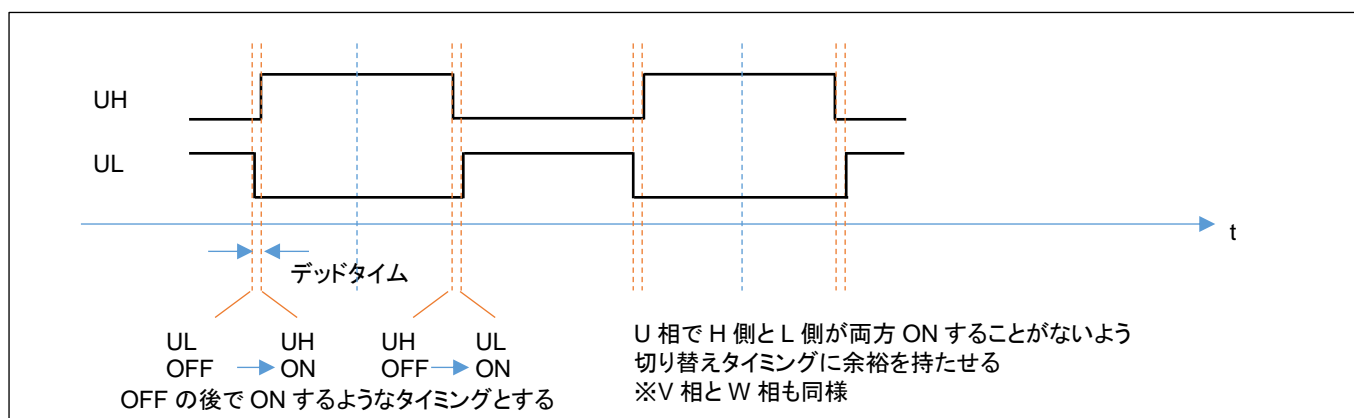 UH
UL
t
デッドタイム
UL UH UH UL
OFF ON OFF ON
OFF の後で ON するようなタイミングとする
U 相で H 側と L 側が両方 ON することがないよう
切り替えタイミングに余裕を持たせる
※V 相と W 相も同様